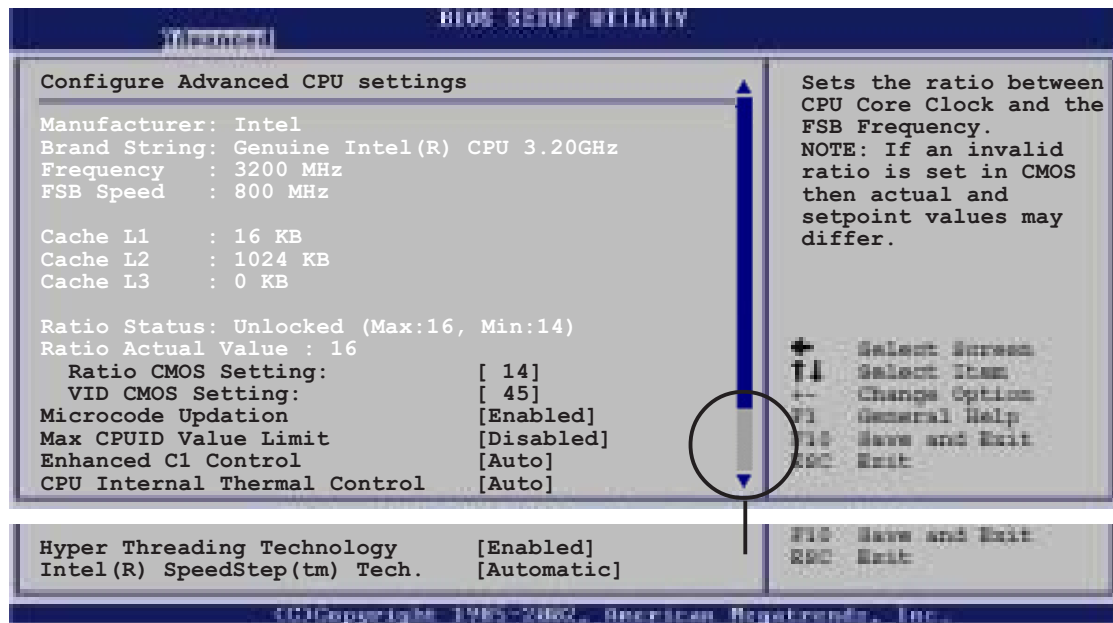 BIOS SETUP UTILITY
Advanced
Configure Advanced CPU settings
Manufacturer: Intel
Brand String: Genuine Intel(R) CPU 3.20GHz
Frequency : 3200 MHz
FSB Speed : 800 MHz
Cache L1 : 16 KB
Cache L2 : 1024 KB
Cache L3 : 0 KB
Ratio Status: Unlocked (Max:16, Min:14)
Ratio Actual Value : 16
Ratio CMOS Setting: [ 14]
VID CMOS Setting: [ 45]
Microcode Updation [Enabled]
Max CPUID Value Limit [Disabled]
Enhanced C1 Control [Auto]
CPU Internal Thermal Control [Auto]
Hyper Threading Technology [Enabled]
Intel(R) SpeedStep(tm) Tech. [Automatic]
Sets the ratio between
CPU Core Clock and the
FSB Frequency.
NOTE: If an invalid
ratio is set in CMOS
then actual and
setpoint values may
differ.
Select Screen
↑↓ Select Item
+- Change Option
F1 General Help
F10 Save and Exit
ESC Exit
F10 Save and Exit
ESC Exit
(C)Copyright 1985-2002, American Megatrends, Inc.